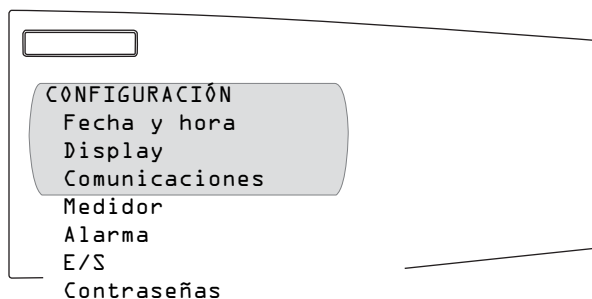 CONFIGURACIÓN
Fecha y hora
Display
Comunicaciones
Medidor
Alarma
E/S
Contraseñas